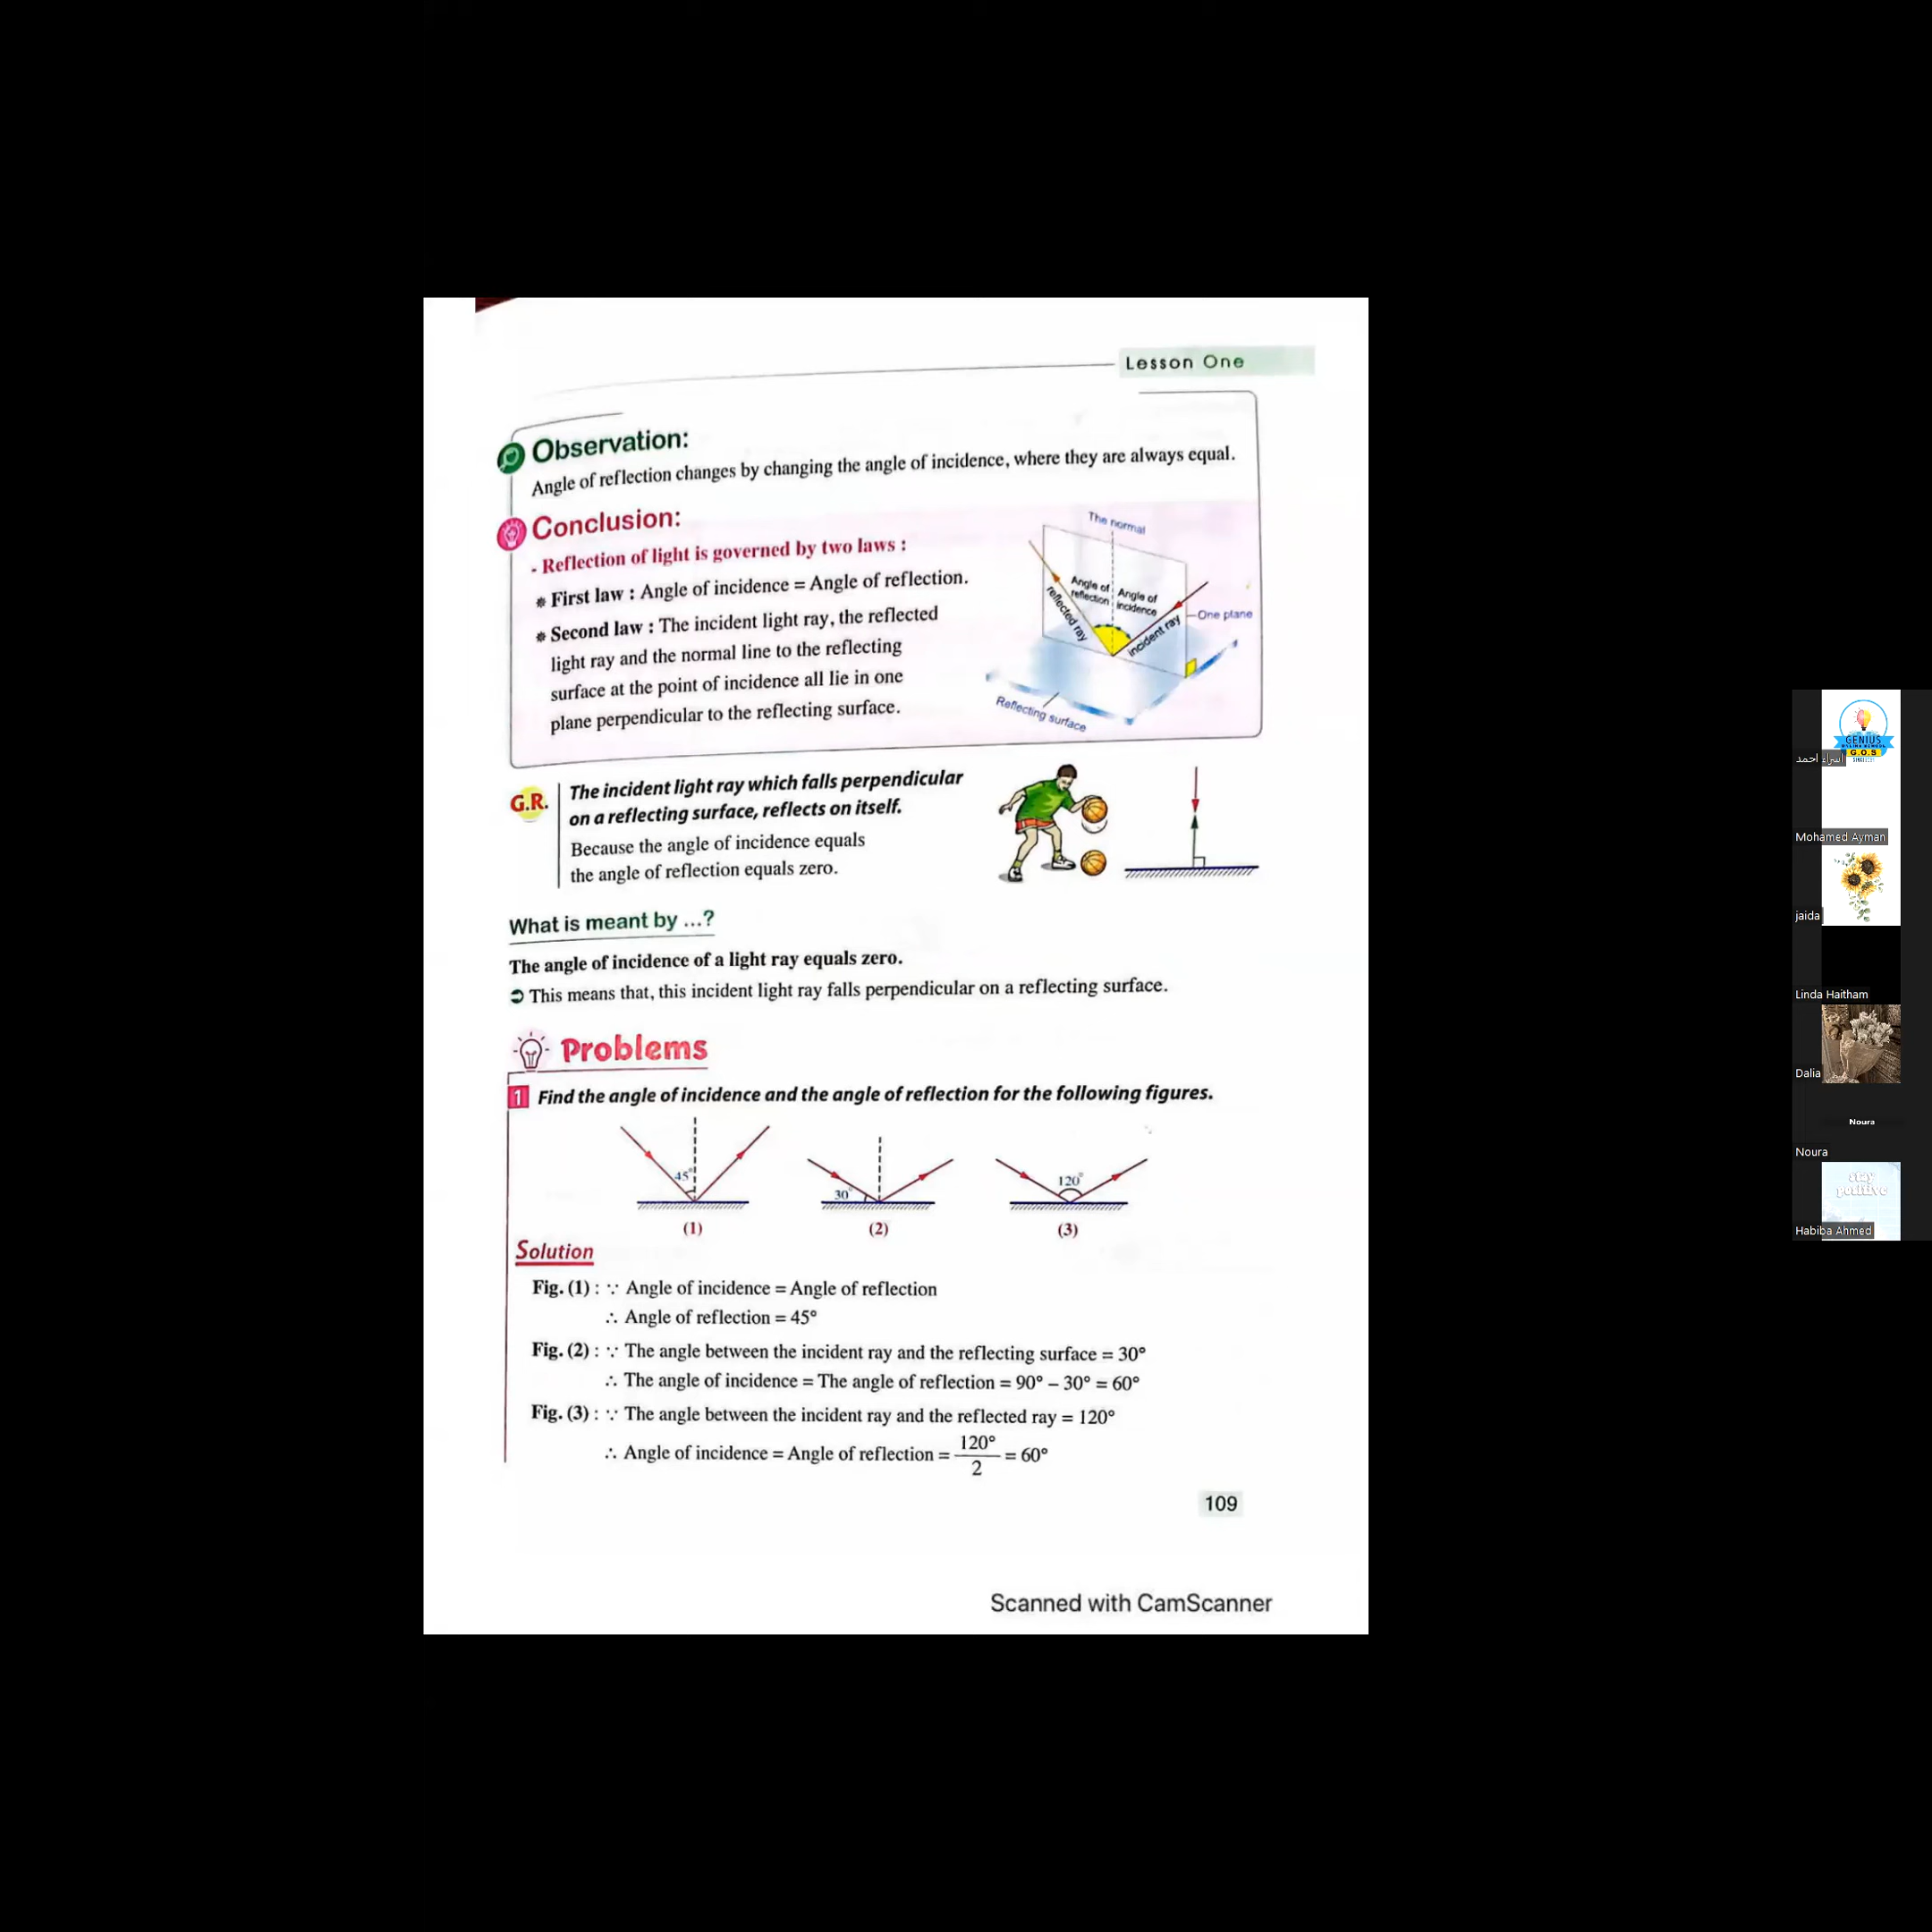 Lesson One
Observation:
Angle of reflection changes by changing the angle of incidence, where they are always equal.
Conclusion:
- Reflection of light is governed by two laws :
* First law : Angle of incidence = Angle of reflection.
* Second law : The incident light ray, the reflected
light ray and the normal line to the reflecting
surface at the point of incidence all lie in one
plane perpendicular to the reflecting surface.
The normal
Angle of reflection
Angle of incidence
reflected ray
incident ray
One plane
Reflecting surface
G.R.
The incident light ray which falls perpendicular
on a reflecting surface, reflects on itself.
Because the angle of incidence equals
the angle of reflection equals zero.
What is meant by ...?
The angle of incidence of a light ray equals zero.
➲ This means that, this incident light ray falls perpendicular on a reflecting surface.
Problems
1 Find the angle of incidence and the angle of reflection for the following figures.
45°
30°
120°
(1)
(2)
(3)
Solution
Fig. (1) : ∵ Angle of incidence = Angle of reflection
∴ Angle of reflection = 45°
Fig. (2) : ∵ The angle between the incident ray and the reflecting surface = 30°
∴ The angle of incidence = The angle of reflection = 90° – 30° = 60°
Fig. (3) : ∵ The angle between the incident ray and the reflected ray = 120°
∴ Angle of incidence = Angle of reflection = 120° / 2 = 60°
109
Scanned with CamScanner
GENIUS
G.O.S
اسراء احمد
Mohamed Ayman
jaida
Linda Haitham
Dalia
Noura
Noura
stay
positive
Habiba Ahmed